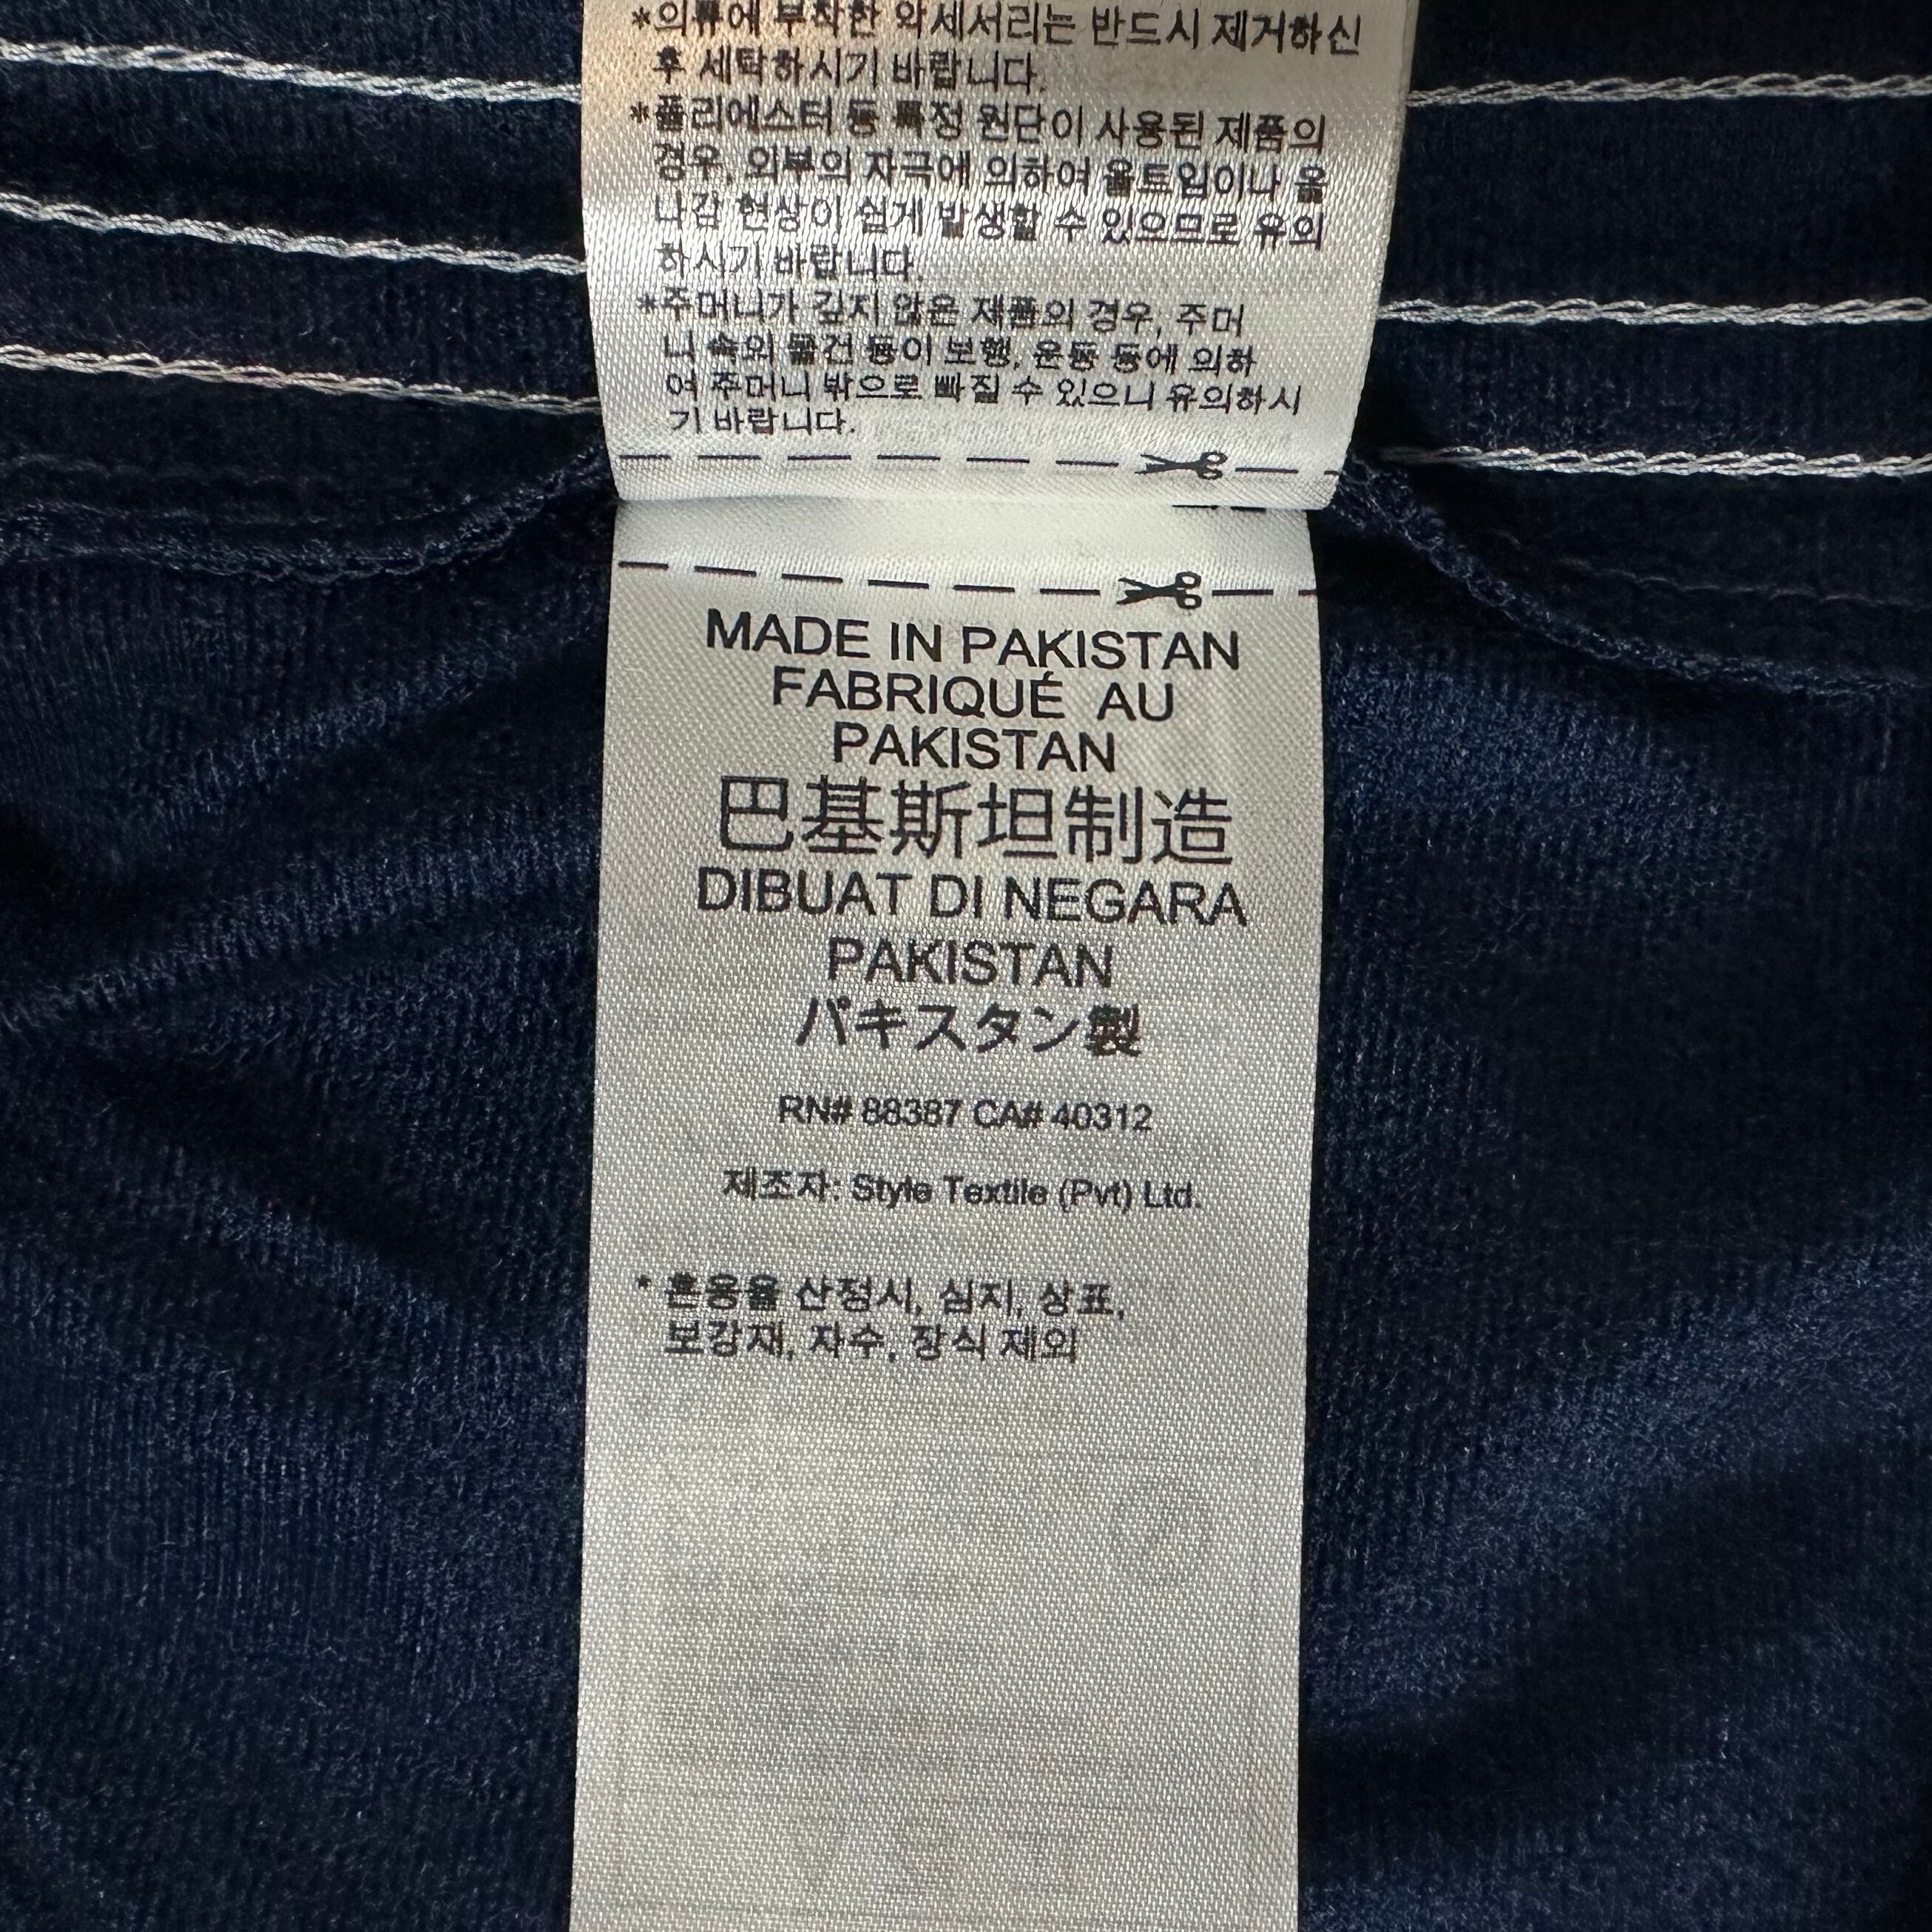 *의류에 부착한 악세서리는 반드시 제거하신
후 세탁하시기 바랍니다.
*폴리에스터 등 특정 원단이 사용된 제품의
경우, 외부의 자극에 의하여 올트임이나 올
나감 현상이 쉽게 발생할 수 있으므로 유의
하시기 바랍니다.
*주머니가 깊지 않은 제품의 경우, 주머
니 속의 물건 등이 보행, 운동 등에 의하
여 주머니 밖으로 빠질 수 있으니 유의하시
기 바랍니다.
MADE IN PAKISTAN
FABRIQUÉ AU
PAKISTAN
巴基斯坦制造
DIBUAT DI NEGARA
PAKISTAN
パキスタン製
RN# 88387 CA# 40312
제조자: Style Textile (Pvt) Ltd.
* 혼용율 산정시, 심지, 상표,
보강재, 자수, 장식 제외